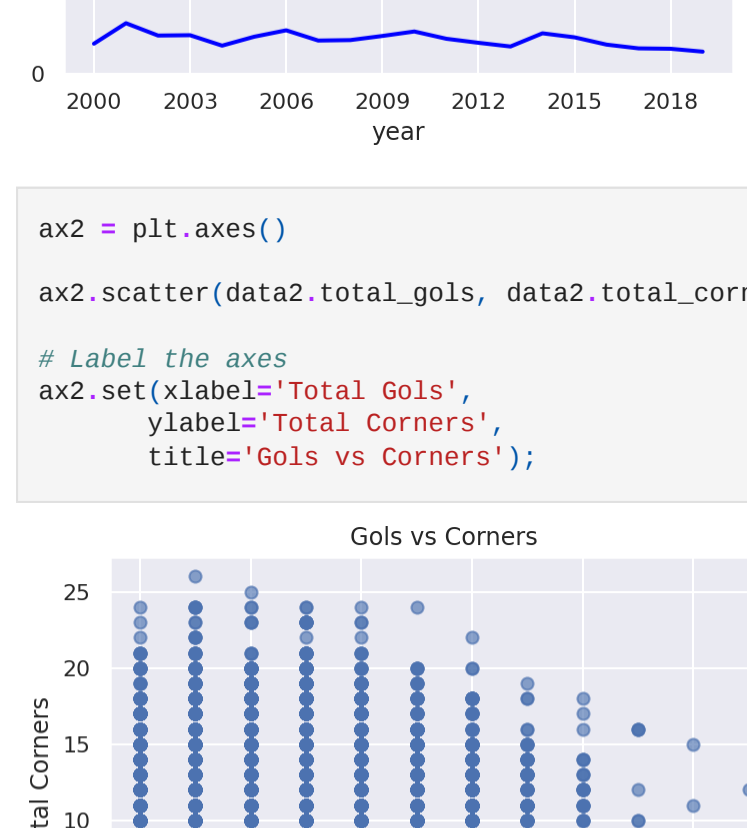 0
2000 2003 2006 2009 2012 2015 2018
year
ax2 = plt.axes()
ax2.scatter(data2.total_gols, data2.total_corr
# Label the axes
ax2.set(xlabel='Total Gols',
ylabel='Total Corners',
title='Gols vs Corners');
Gols vs Corners
25
20
15
10
tal Corners